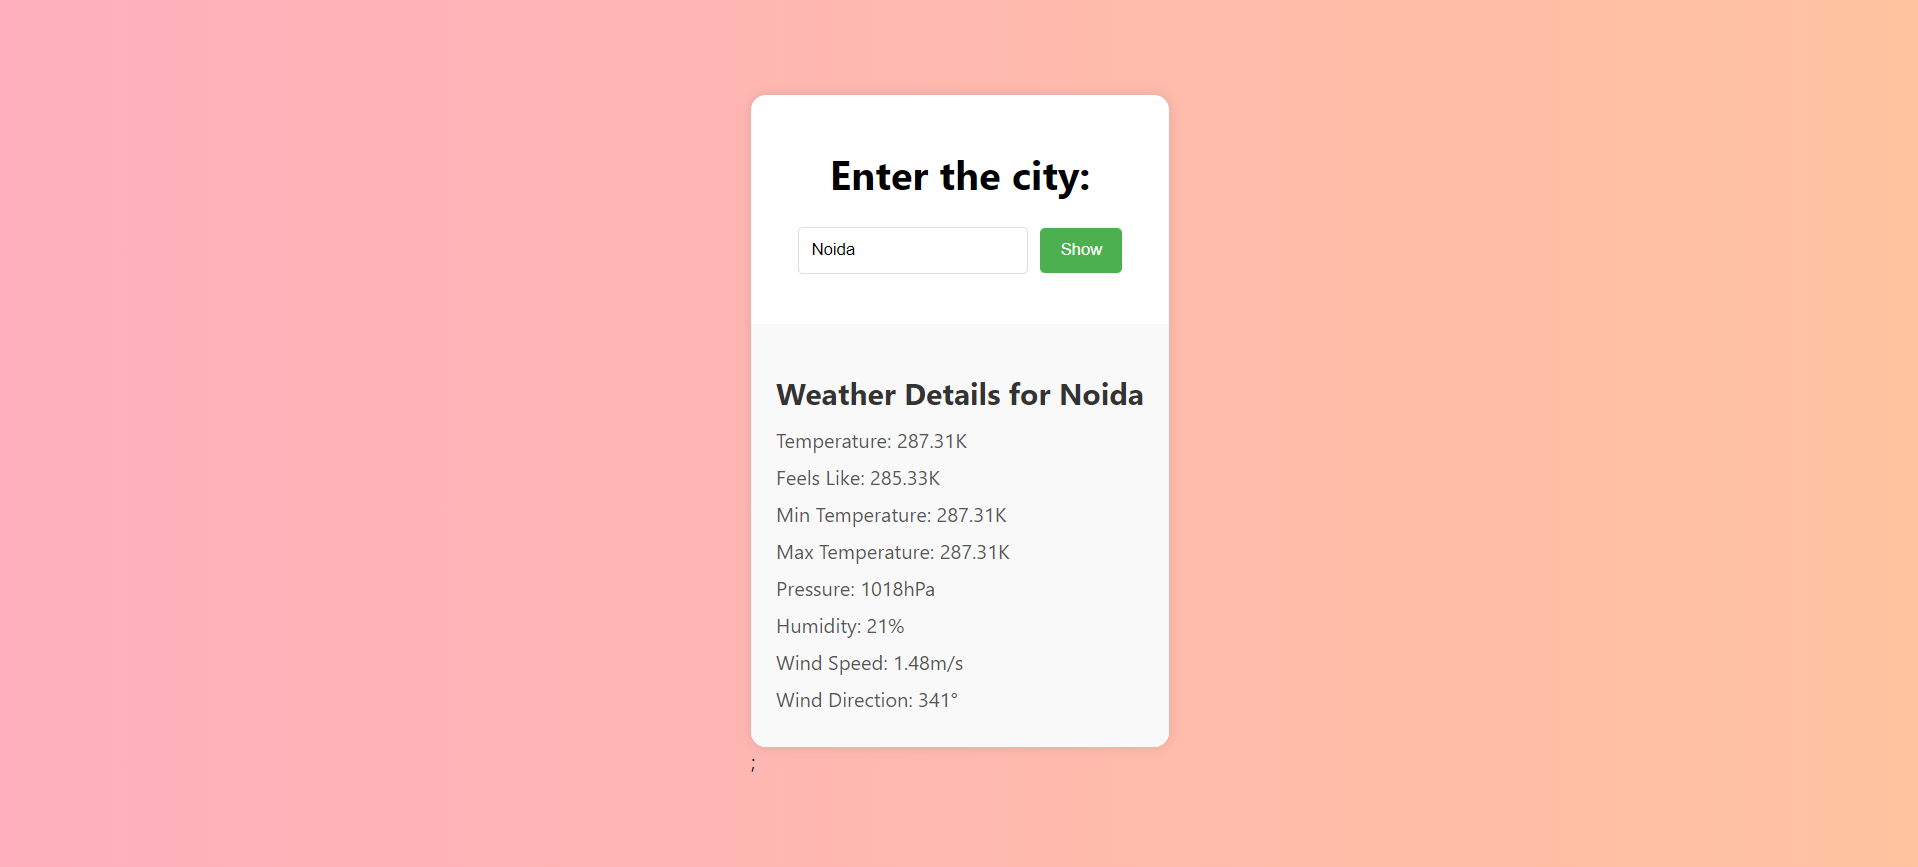 Enter the city:
Noida Show
Weather Details for Noida
Temperature: 287.31K
Feels Like: 285.33K
Min Temperature: 287.31K
Max Temperature: 287.31K
Pressure: 1018hPa
Humidity: 21%
Wind Speed: 1.48m/s
Wind Direction: 341°
;